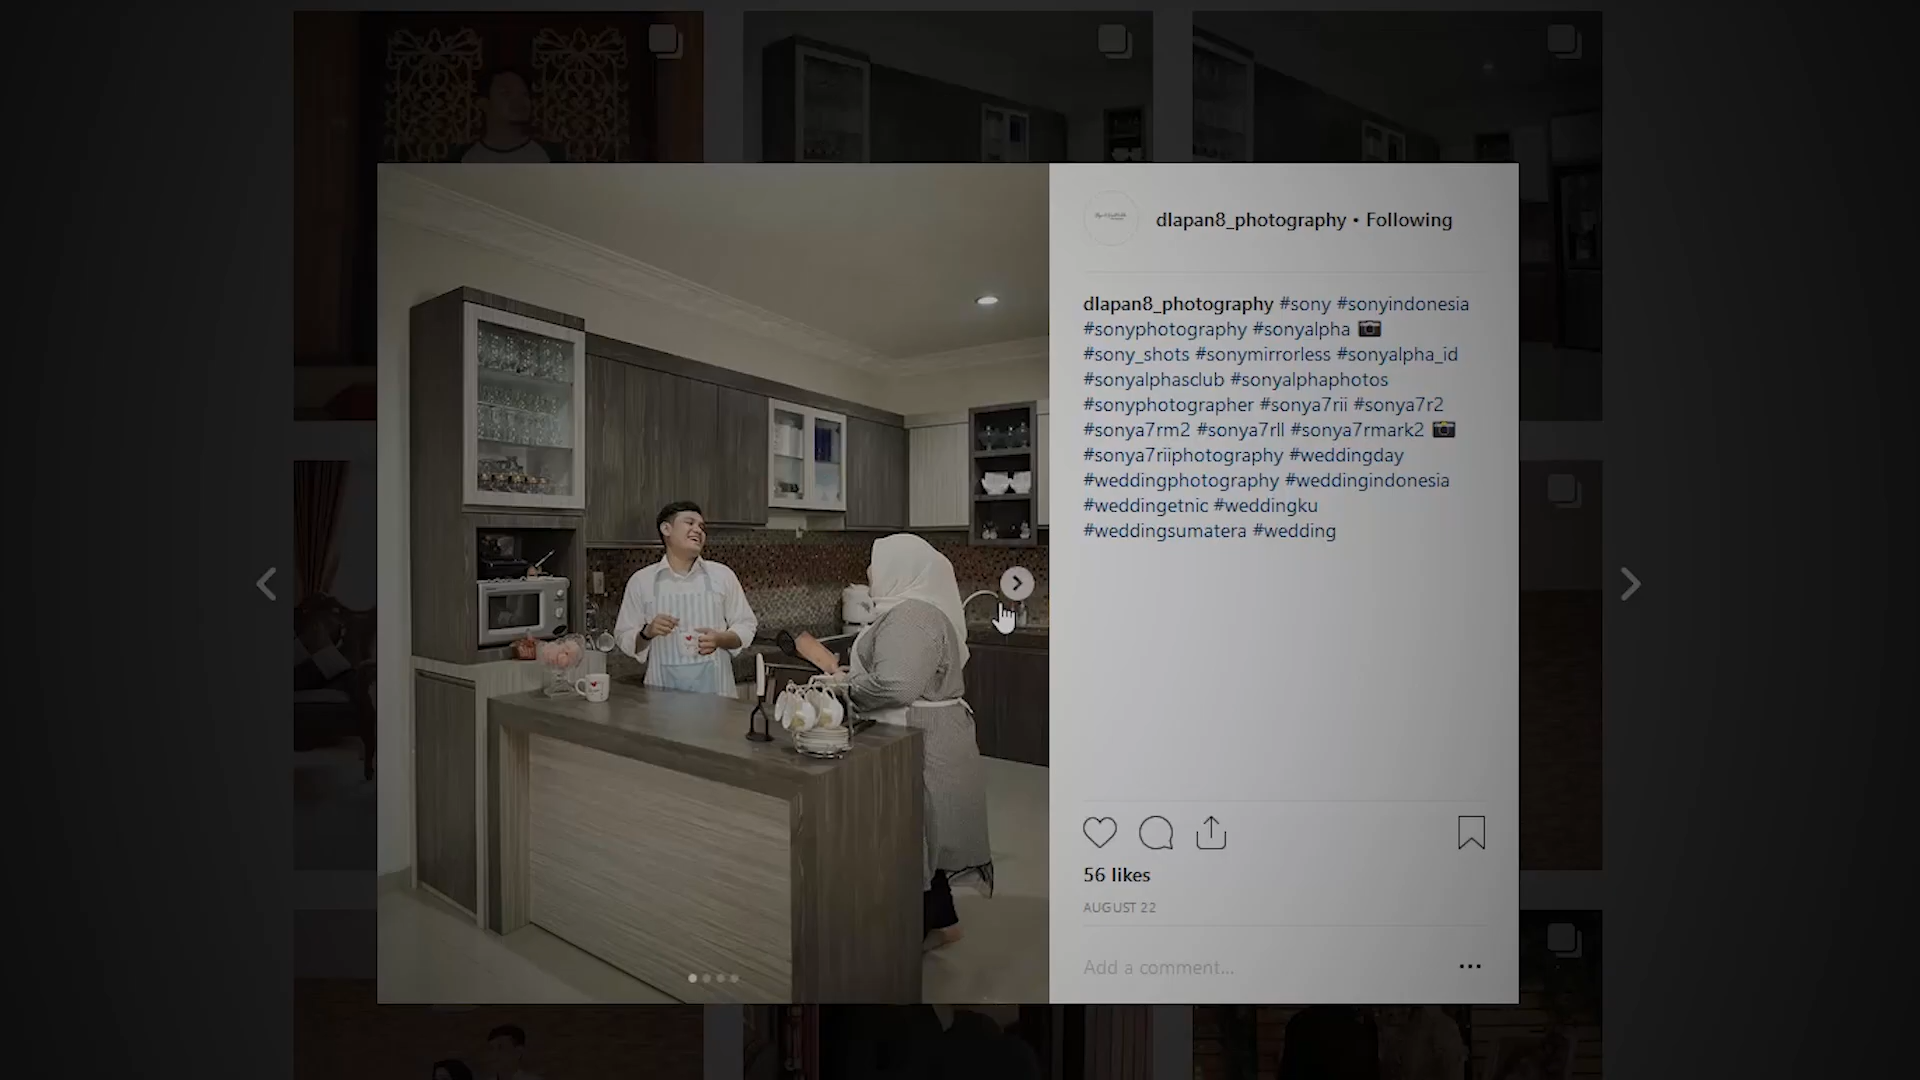 dlapan8_photography • Following
dlapan8_photography #sony #sonyindonesia
#sonyphotography #sonyalpha 📷
#sony_shots #sonymirrorless #sonyalpha_id
#sonyalphasclub #sonyalphaphotos
#sonyphotographer #sonya7rii #sonya7r2
#sonya7rm2 #sonya7rll #sonya7rmark2 📸
#sonya7riiphotography #weddingday
#weddingphotography #weddingindonesia
#weddingetnic #weddingku
#weddingsumatera #wedding
56 likes
AUGUST 22
Add a comment...